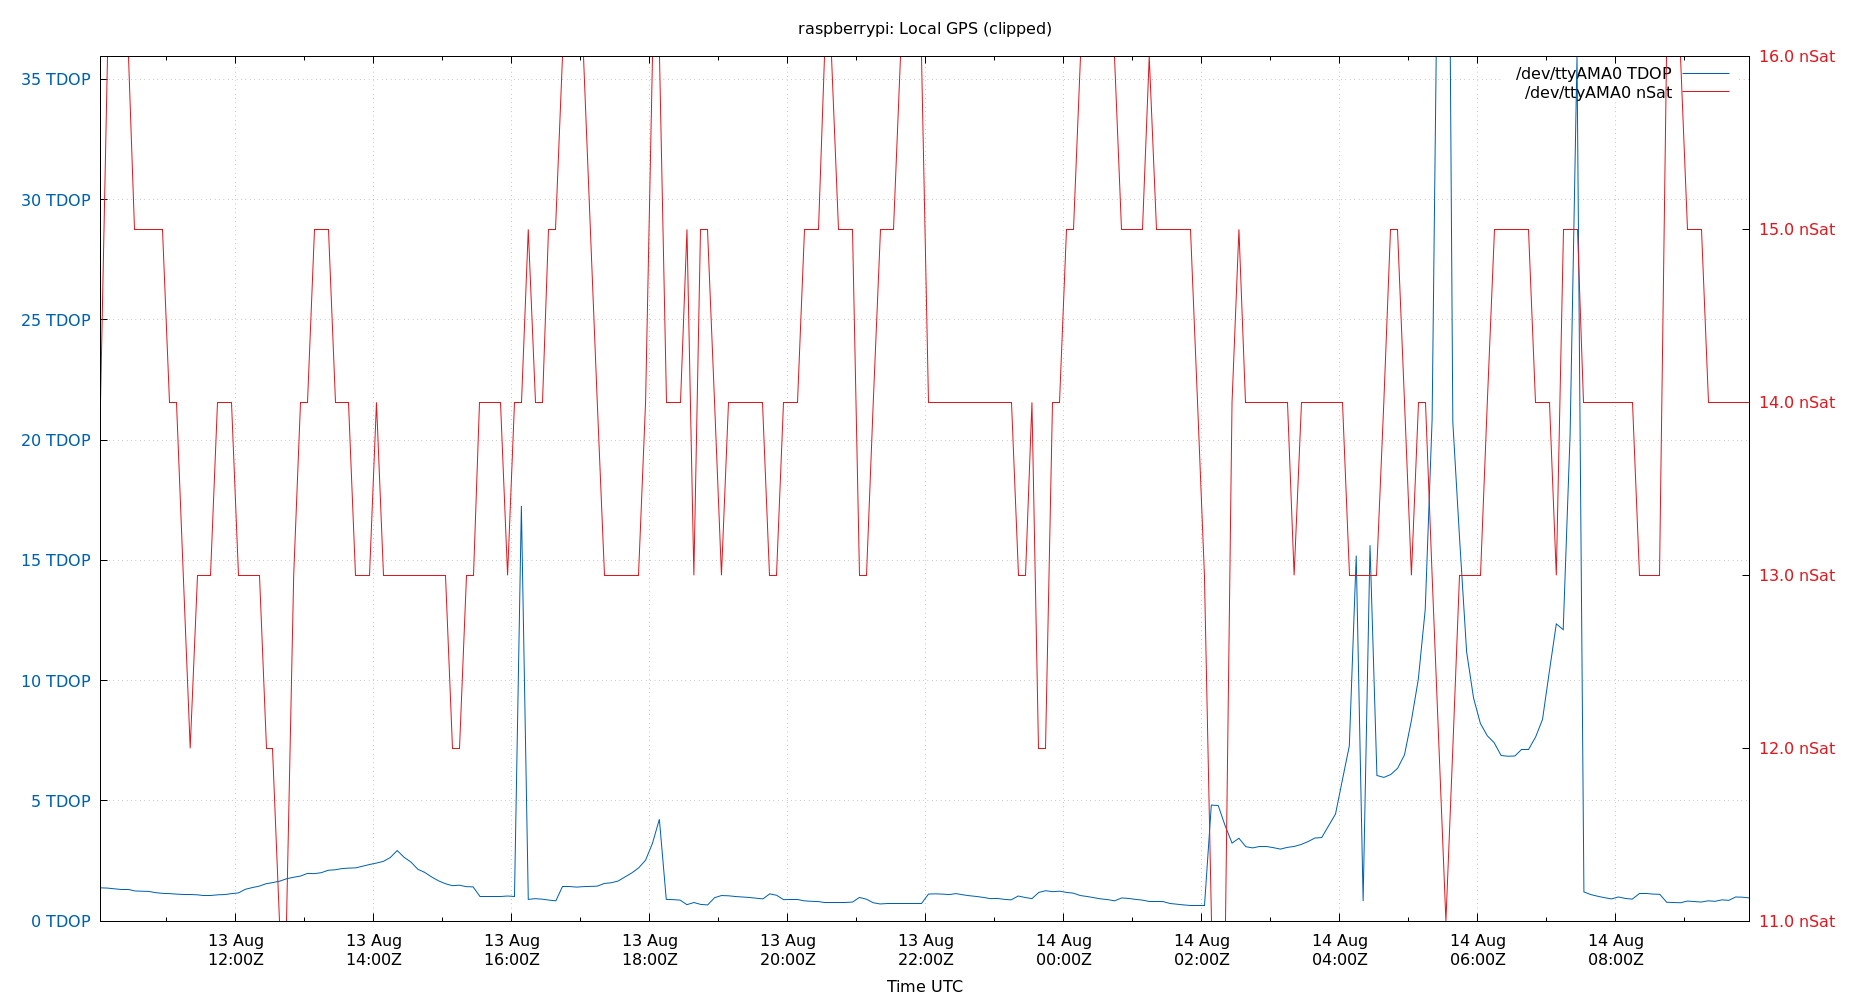 raspberrypi: Local GPS (clipped)
35 TDOP
30 TDOP
25 TDOP
20 TDOP
15 TDOP
10 TDOP
5 TDOP
0 TDOP
/dev/ttyAMA0 TDOP
/dev/ttyAMA0 nSat
16.0 nSat
15.0 nSat
14.0 nSat
13.0 nSat
12.0 nSat
11.0 nSat
13 Aug
12:00Z
13 Aug
14:00Z
13 Aug
16:00Z
13 Aug
18:00Z
13 Aug
20:00Z
13 Aug
22:00Z
14 Aug
00:00Z
14 Aug
02:00Z
14 Aug
04:00Z
14 Aug
06:00Z
14 Aug
08:00Z
Time UTC